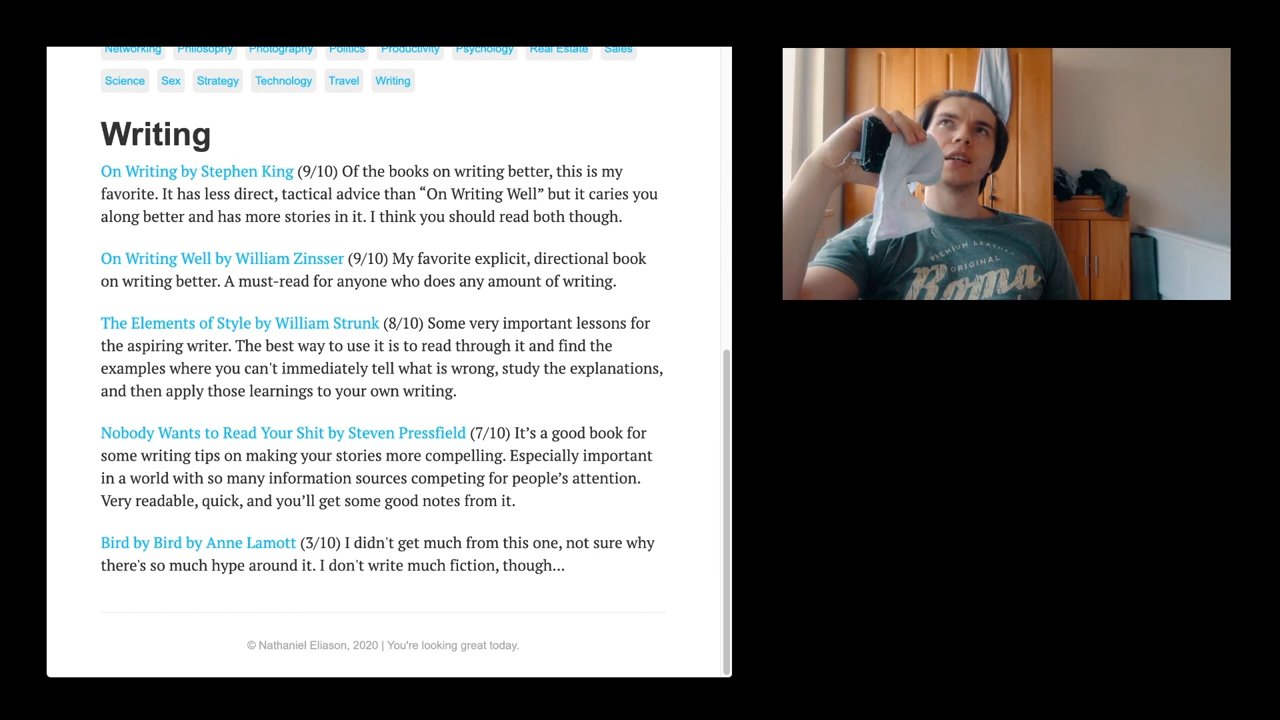 Networking Philosophy Photography Politics Productivity Psychology Real Estate Sales
Science Sex Strategy Technology Travel Writing
Writing
On Writing by Stephen King (9/10) Of the books on writing better, this is my
favorite. It has less direct, tactical advice than “On Writing Well” but it caries you
along better and has more stories in it. I think you should read both though.
On Writing Well by William Zinsser (9/10) My favorite explicit, directional book
on writing better. A must-read for anyone who does any amount of writing.
The Elements of Style by William Strunk (8/10) Some very important lessons for
the aspiring writer. The best way to use it is to read through it and find the
examples where you can't immediately tell what is wrong, study the explanations,
and then apply those learnings to your own writing.
Nobody Wants to Read Your Shit by Steven Pressfield (7/10) It’s a good book for
some writing tips on making your stories more compelling. Especially important
in a world with so many information sources competing for people’s attention.
Very readable, quick, and you’ll get some good notes from it.
Bird by Bird by Anne Lamott (3/10) I didn't get much from this one, not sure why
there's so much hype around it. I don't write much fiction, though...
© Nathaniel Eliason, 2020 | You're looking great today.
PREMIUM LEATHER
ORIGINAL
Roma